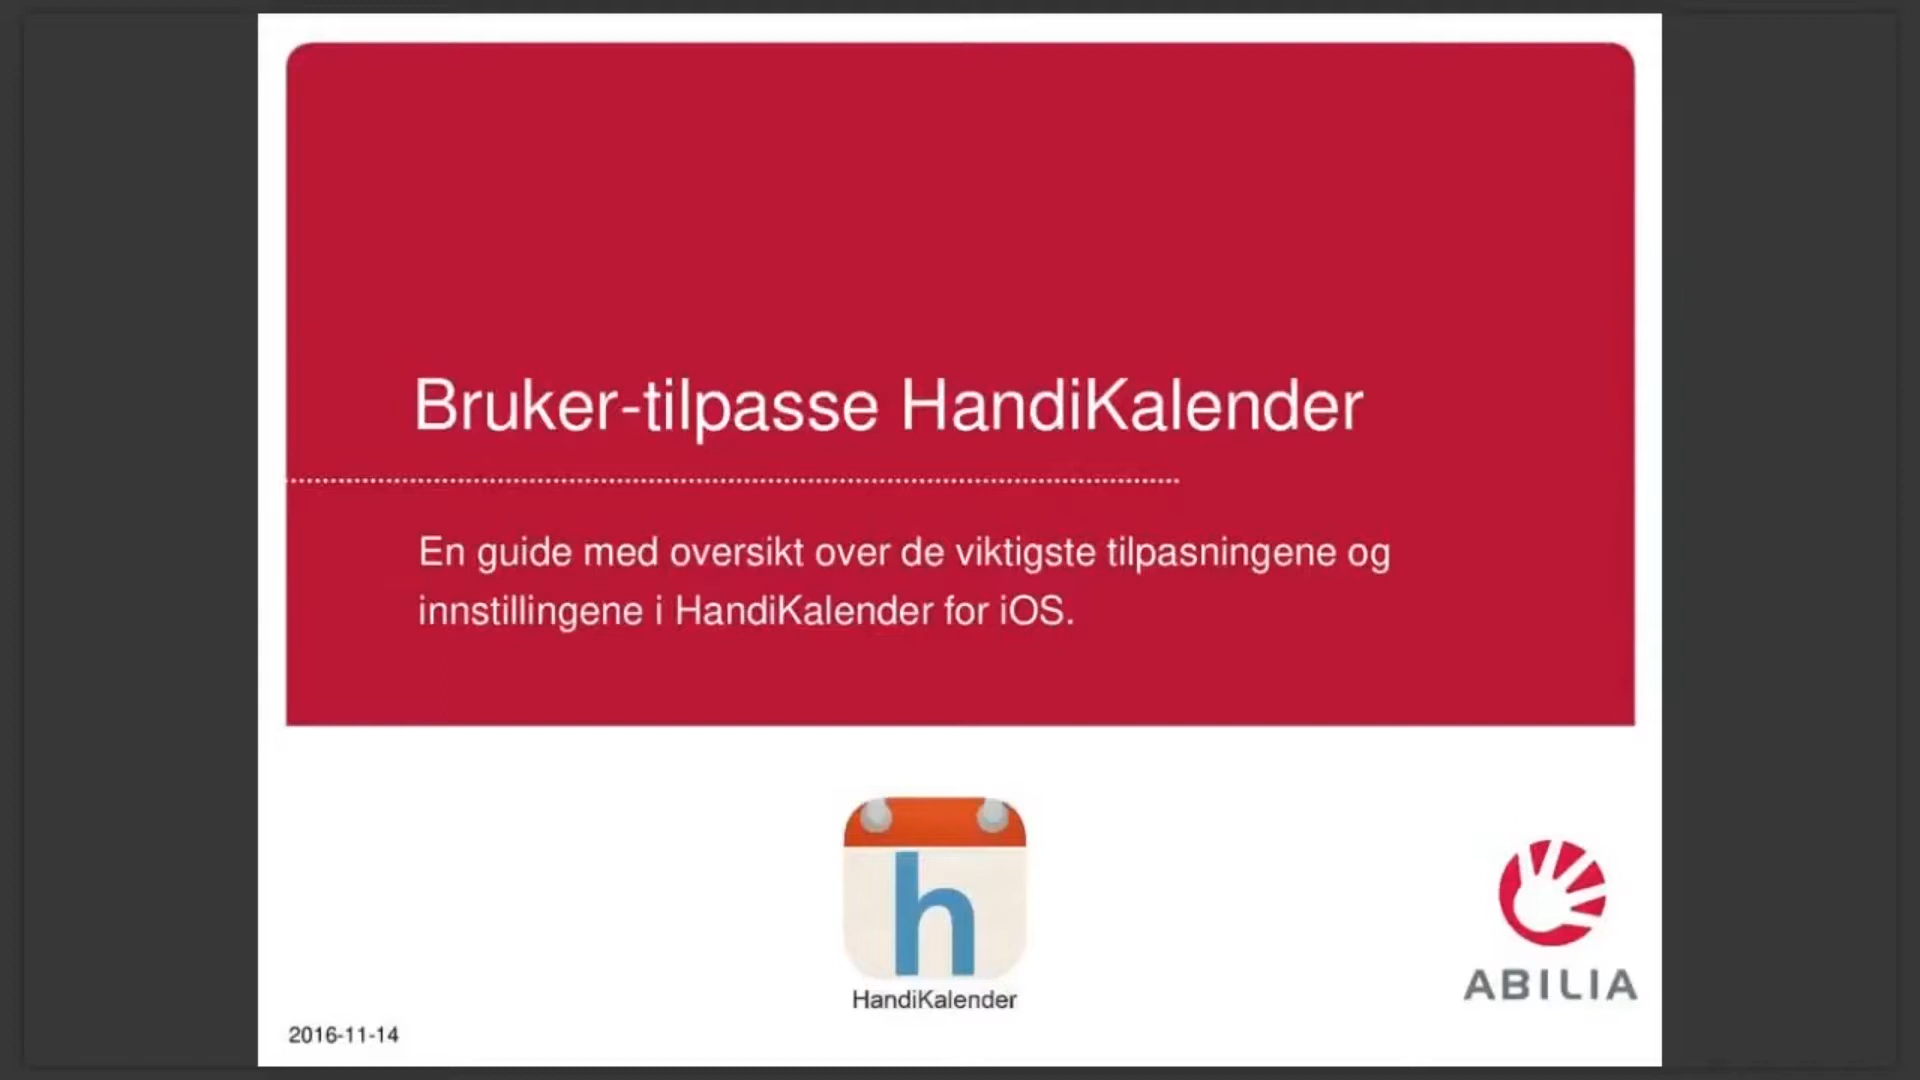 Bruker-tilpasse HandiKalender
En guide med oversikt over de viktigste tilpasningene og
innstillingene i HandiKalender for iOS.
h
HandiKalender
ABILIA
2016-11-14